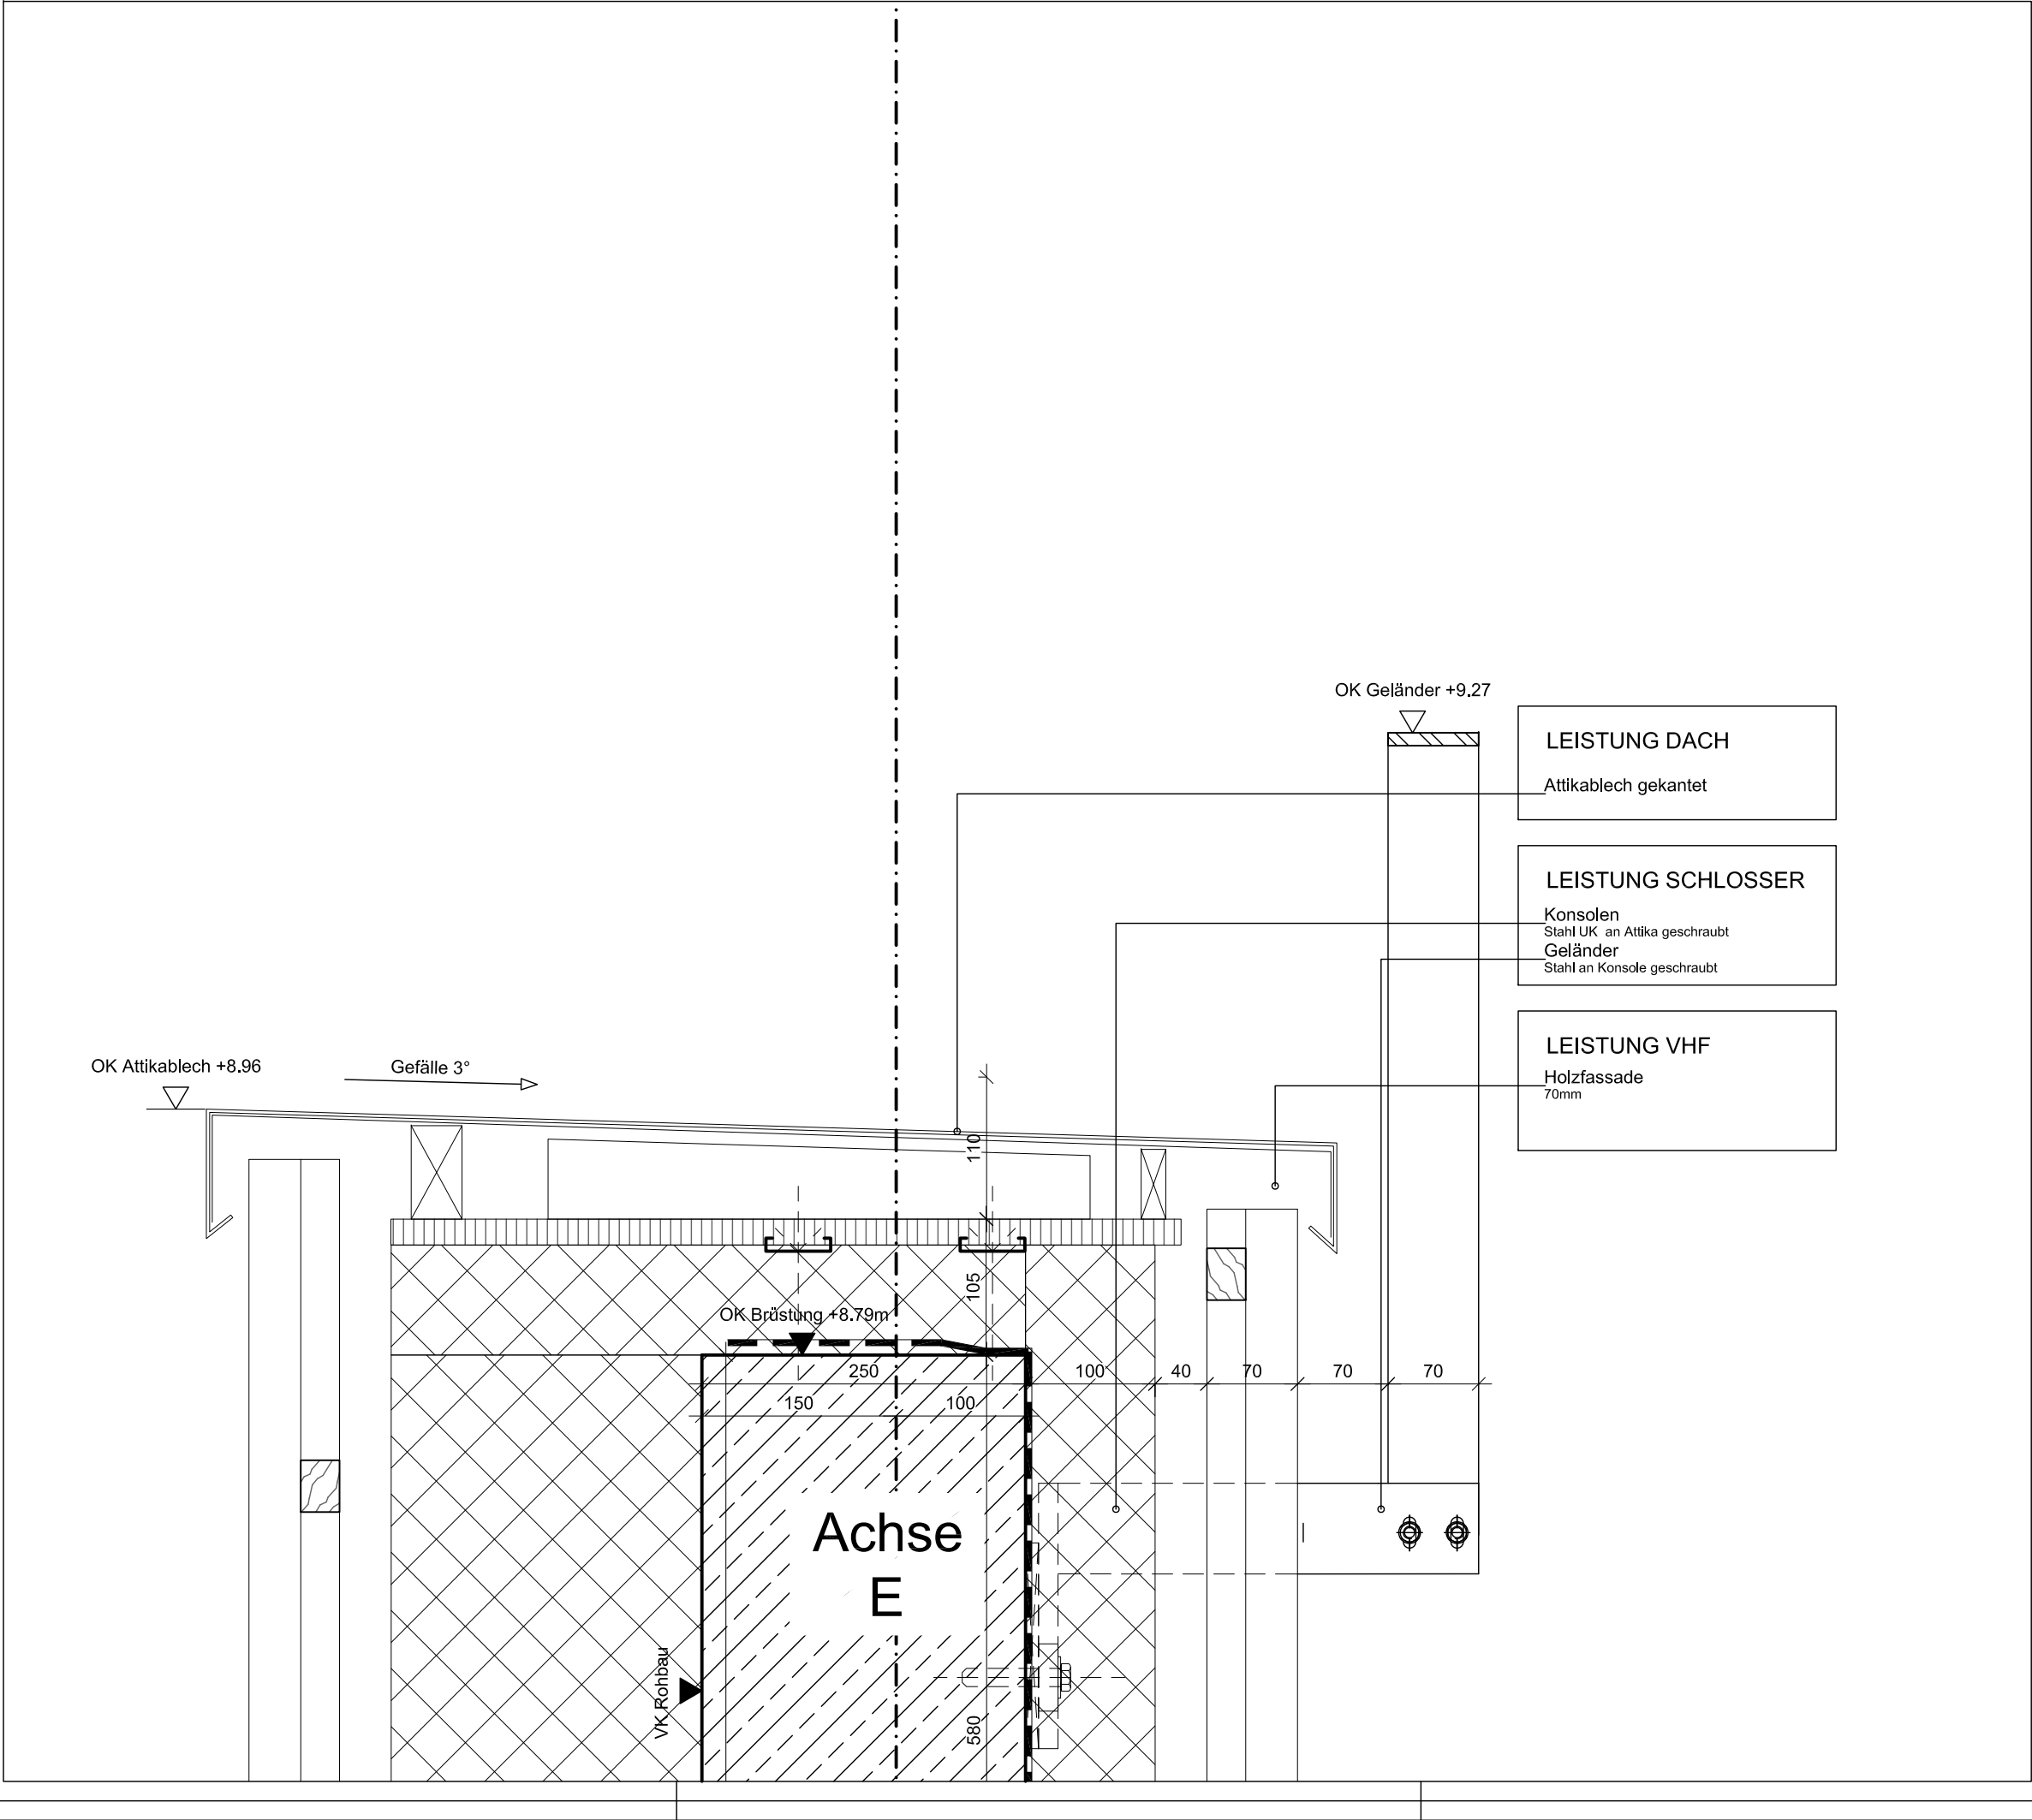 OK Geländer +9.27
LEISTUNG DACH
Attikablech gekantet
LEISTUNG SCHLOSSER
Konsolen
Stahl UK an Attika geschraubt
Geländer
Stahl an Konsole geschraubt
LEISTUNG VHF
Holzfassade
70mm
OK Attikablech +8.96
Gefälle 3°
110
105
OK Brüstung +8.79m
250
100
40
70
70
70
150
100
Achse
E
VK Rohbau
580